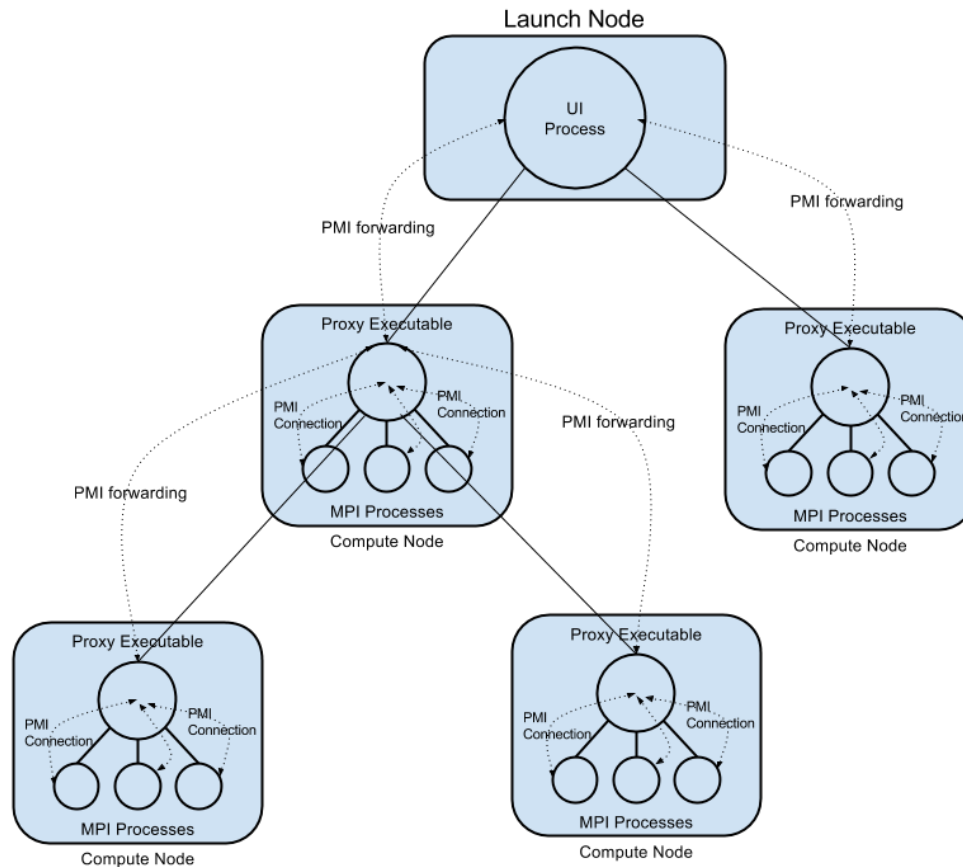 Launch Node
UI
Process
PMI forwarding
PMI forwarding
Proxy Executable
PMI
Connection
PMI
Connection
MPI Processes
Compute Node
Proxy Executable
PMI
Connection
PMI
Connection
MPI Processes
Compute Node
PMI forwarding
PMI forwarding
Proxy Executable
PMI
Connection
PMI
Connection
MPI Processes
Compute Node
Proxy Executable
PMI
Connection
PMI
Connection
MPI Processes
Compute Node